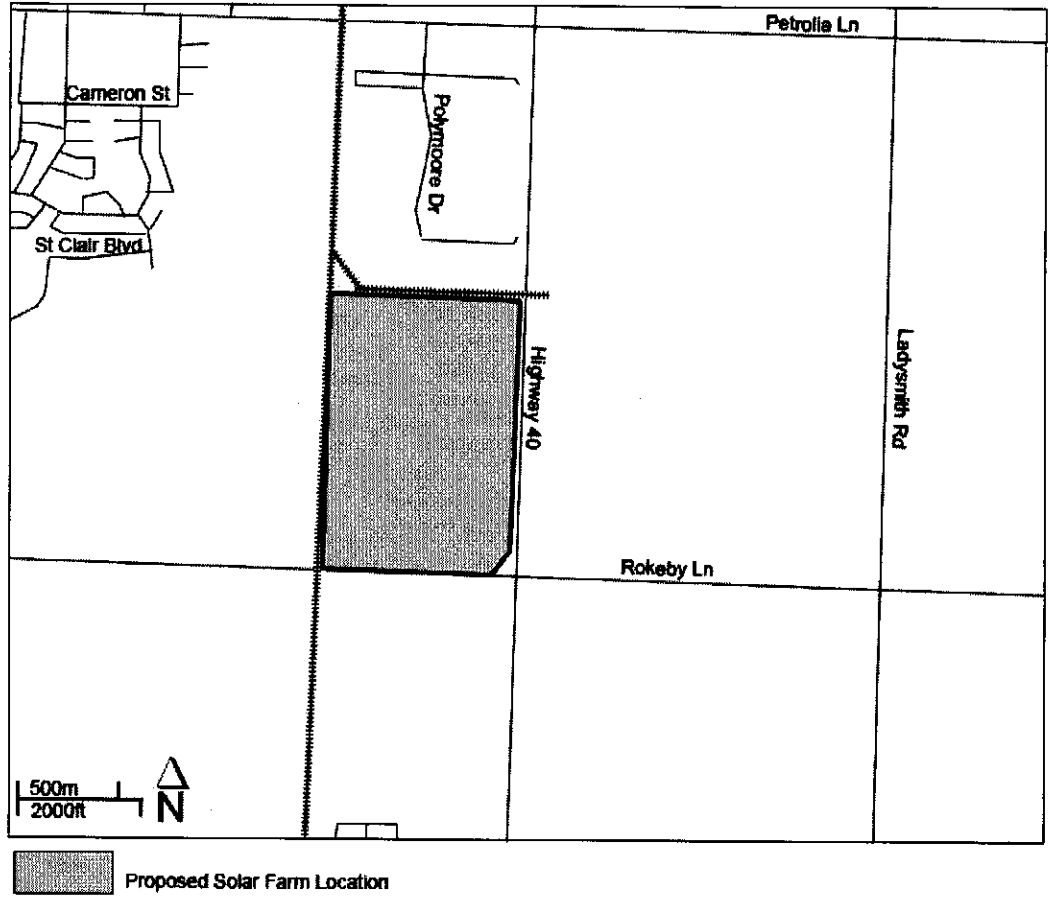 Petrolia Ln
Cameron St
Polymoore Dr
St Clair Blvd
Highway 40
Ladysmith Rd
Rokeby Ln
500m
2000ft
N
Proposed Solar Farm Location